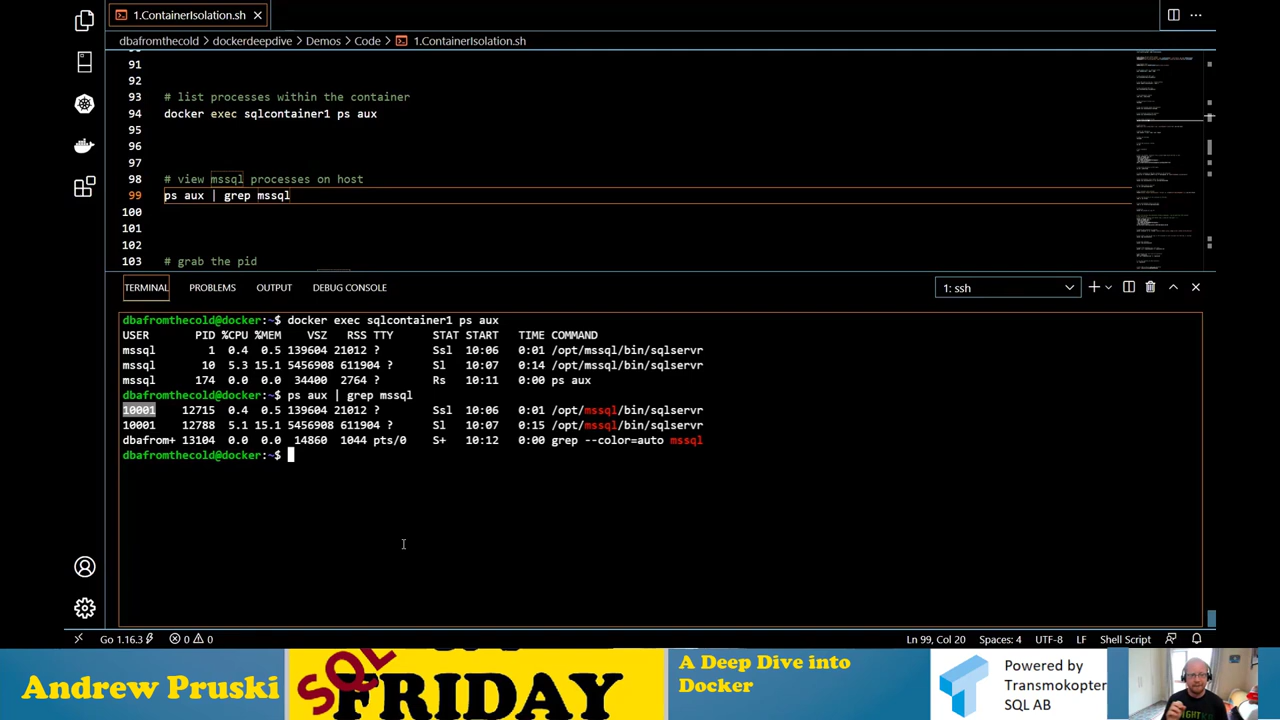 1.ContainerIsolation.sh
dbafromthecold > dockerdeepdive > Demos > Code > 1.ContainerIsolation.sh
91
92
93 # list processes within the container
94 docker exec sqlcontainer1 ps aux
95
96
97
98 # view mssql processes on host
99 ps aux | grep mssql
100
101
102
103 # grab the pid
TERMINAL PROBLEMS OUTPUT DEBUG CONSOLE 1: ssh
dbafromthecold@docker:~$ docker exec sqlcontainer1 ps aux
USER PID %CPU %MEM VSZ RSS TTY STAT START TIME COMMAND
mssql 1 0.4 0.5 139604 21012 ? Ssl 10:06 0:01 /opt/mssql/bin/sqlservr
mssql 10 5.3 15.1 5456908 611904 ? Sl 10:07 0:14 /opt/mssql/bin/sqlservr
mssql 174 0.0 0.0 34400 2764 ? Rs 10:11 0:00 ps aux
dbafromthecold@docker:~$ ps aux | grep mssql
10001 12715 0.4 0.5 139604 21012 ? Ssl 10:06 0:01 /opt/mssql/bin/sqlservr
10001 12788 5.1 15.1 5456908 611904 ? Sl 10:07 0:15 /opt/mssql/bin/sqlservr
dbafrom+ 13104 0.0 0.0 14860 1044 pts/0 S+ 10:12 0:00 grep --color=auto mssql
dbafromthecold@docker:~$
Go 1.16.3 0 0 Ln 99, Col 20 Spaces: 4 UTF-8 LF Shell Script
Andrew Pruski
SQL
FRIDAY
A Deep Dive into
Docker
Powered by
Transmokopter
SQL AB